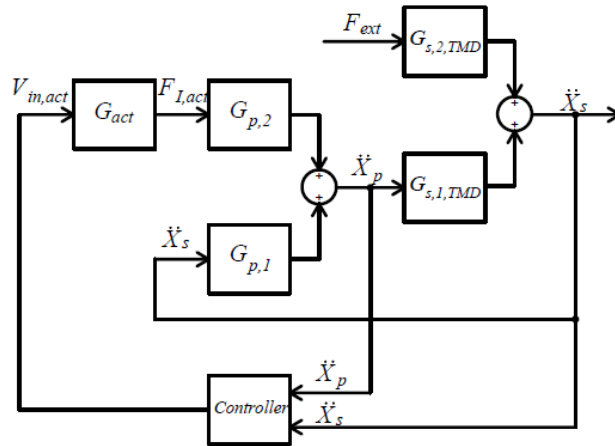 F_ext
G_s,2,TMD
V_in,act
G_act
F_I,act
G_p,2
+
+
Ẍ_s
+
+
Ẍ_p
G_s,1,TMD
Ẍ_s
G_p,1
Ẍ_p
Controller
Ẍ_s